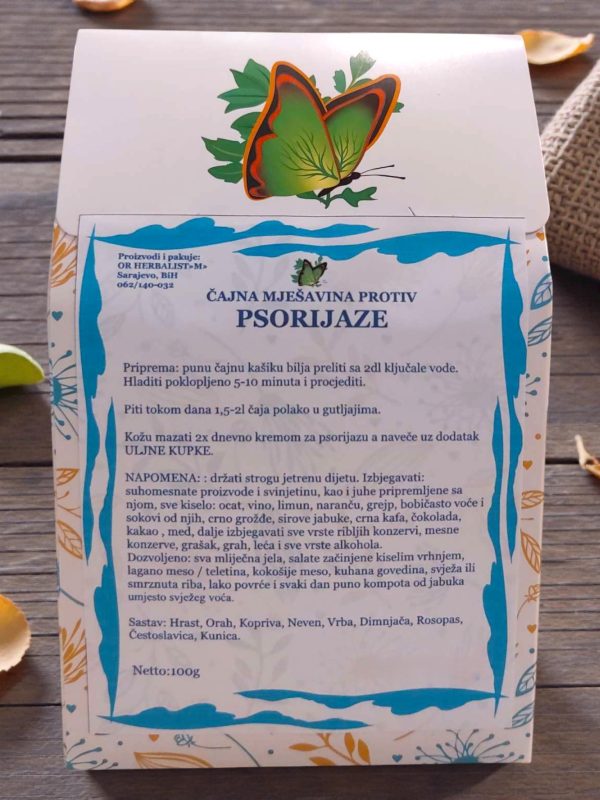 Proizvodi i pakuje:
OR HERBALIST»M»
Sarajevo, BiH
062/140-032
ČAJNA MJEŠAVINA PROTIV
PSORIJAZE
Priprema: punu čajnu kašiku bilja preliti sa 2dl ključale vode.
Hladiti poklopljeno 5-10 minuta i procjediti.
Piti tokom dana 1,5-2l čaja polako u gutljajima.
Kožu mazati 2x dnevno kremom za psorijazu a naveče uz dodatak
ULJNE KUPKE.
NAPOMENA: : držati strogu jetrenu dijetu. Izbjegavati:
suhomesnate proizvode i svinjetinu, kao i juhe pripremljene sa
njom, sve kiselo: ocat, vino, limun, naranču, grejp, bobičasto voće i
sokovi od njih, crno grožđe, sirove jabuke, crna kafa, čokolada,
kakao , med, dalje izbjegavati sve vrste ribljih konzervi, mesne
konzerve, grašak, grah, leća i sve vrste alkohola.
Dozvoljeno: sva mliječna jela, salate začinjene kiselim vrhnjem,
lagano meso / teletina, kokošije meso, kuhana govedina, svježa ili
smrznuta riba, lako povrće i svaki dan puno kompota od jabuka
umjesto svježeg voća.
Sastav: Hrast, Orah, Kopriva, Neven, Vrba, Dimnjača, Rosopas,
Čestoslavica, Kunica.
Netto:100g